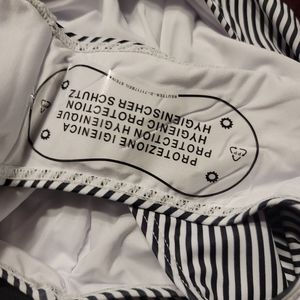 PROTEZIONE IGIENICA
PROTECTION HYGIENIQUE
HYGIENIC PROTECTION
HYGIENISCHER SCHUTZ